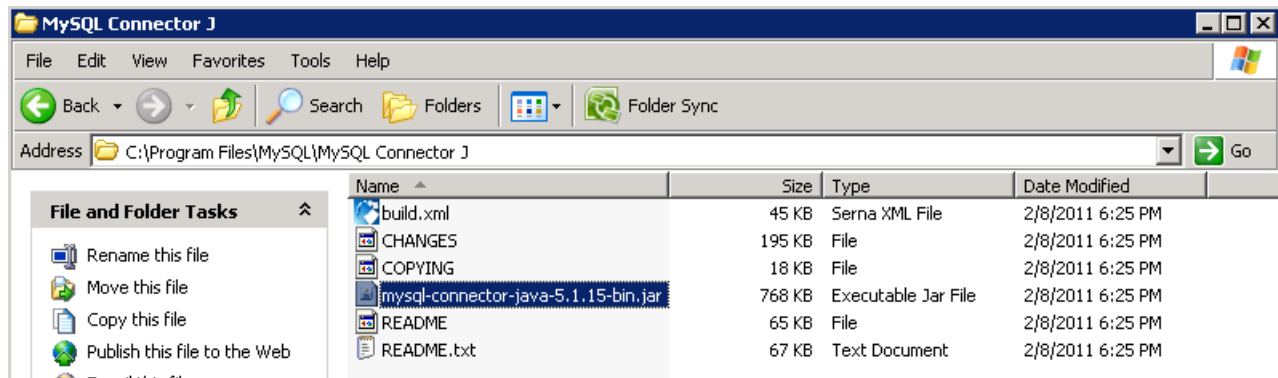 MySQL Connector J
File Edit View Favorites Tools Help
Back Search Folders Folder Sync
Address C:\Program Files\MySQL\MySQL Connector J Go
Name Size Type Date Modified
File and Folder Tasks
build.xml 45 KB Serna XML File 2/8/2011 6:25 PM
CHANGES 195 KB File 2/8/2011 6:25 PM
Rename this file
COPYING 18 KB File 2/8/2011 6:25 PM
Move this file
mysql-connector-java-5.1.15-bin.jar 768 KB Executable Jar File 2/8/2011 6:25 PM
Copy this file
README 65 KB File 2/8/2011 6:25 PM
Publish this file to the Web
README.txt 67 KB Text Document 2/8/2011 6:25 PM